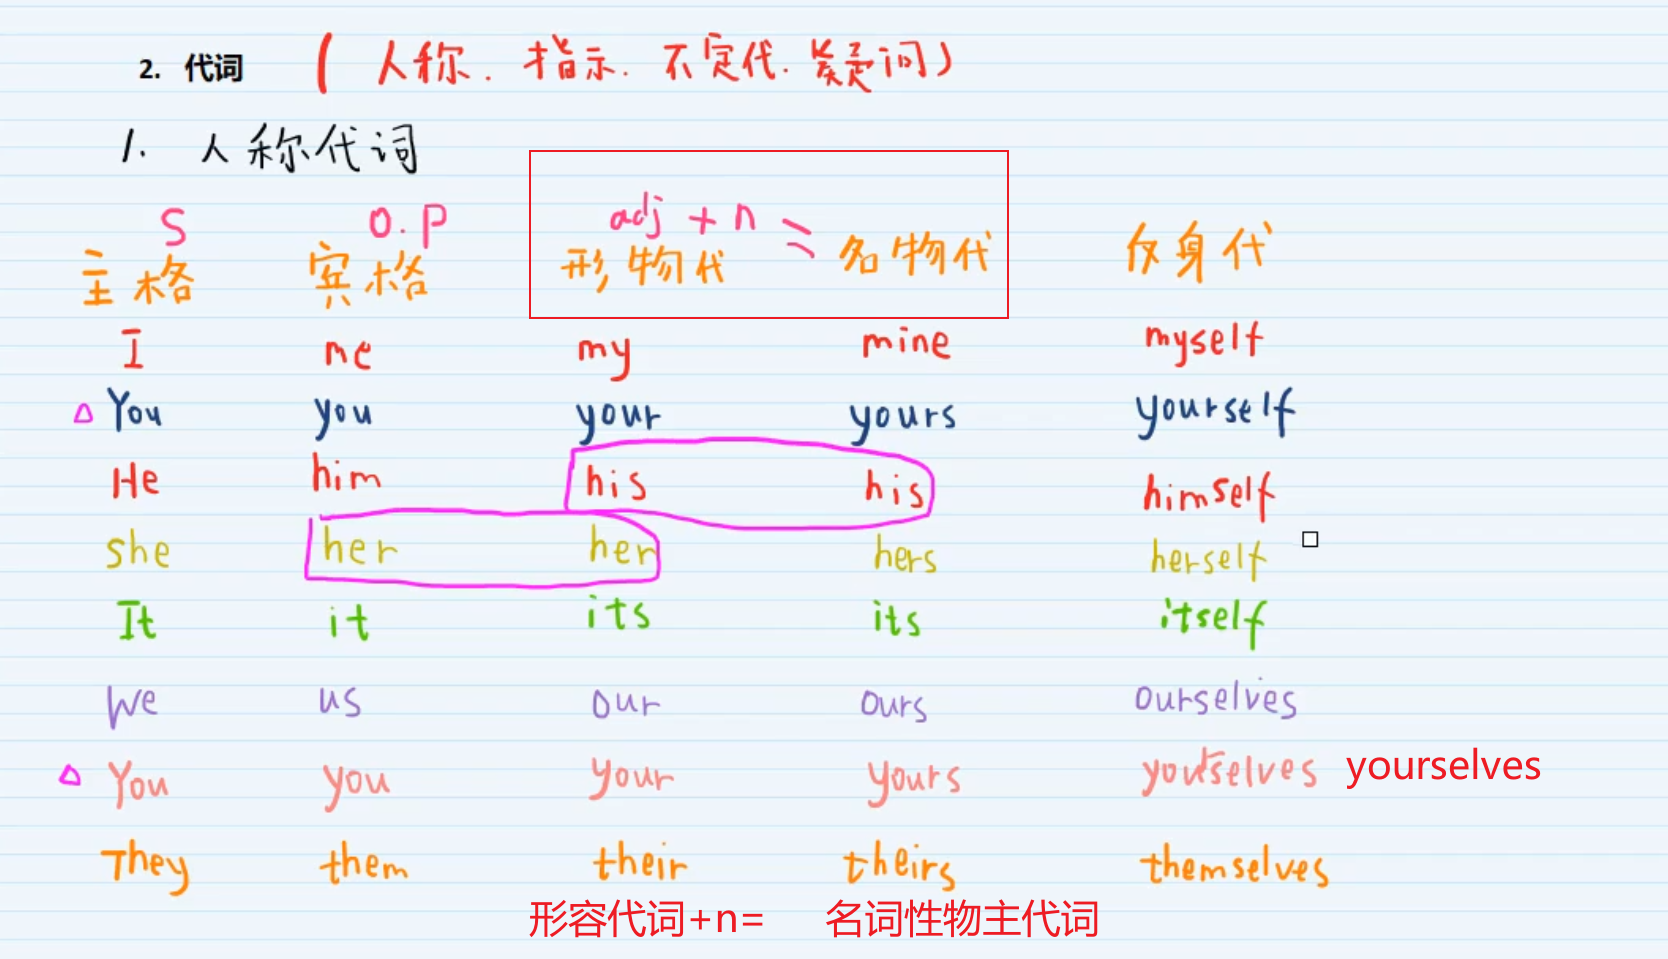 2. 代词 ( 人称. 指示. 不定代. 疑问)
1. 人称代词
S O.P adj + n =
主格 宾格 形物代 名物代 反身代
I me my mine myself
△ You you your yours yourself
He him his his himself
she her her hers herself
It it its its itself
We us our ours ourselves
△ You you your yours yourselves yourselves
They them their theirs themselves
形容代词+n= 名词性物主代词